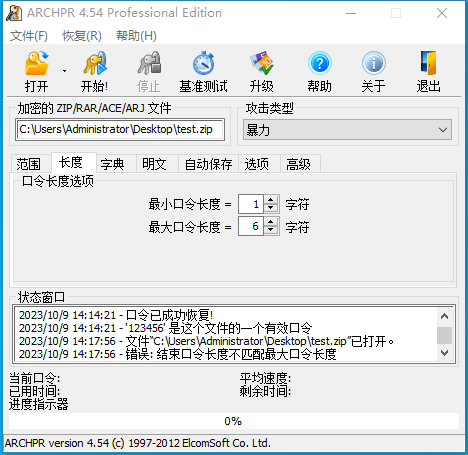 ARCHPR 4.54 Professional Edition
文件(F) 恢复(R) 帮助(H)
打开 开始! 停止 基准测试 升级 帮助 关于 退出
加密的 ZIP/RAR/ACE/ARJ 文件 攻击类型
C:\Users\Administrator\Desktop\test.zip 暴力
范围 长度 字典 明文 自动保存 选项 高级
口令长度选项
最小口令长度 = 1 字符
最大口令长度 = 6 字符
状态窗口
2023/10/9 14:14:21 - 口令已成功恢复!
2023/10/9 14:14:21 - '123456' 是这个文件的一个有效口令
2023/10/9 14:17:56 - 文件"C:\Users\Administrator\Desktop\test.zip"已打开。
2023/10/9 14:17:56 - 错误: 结束口令长度不匹配最大口令长度
当前口令: 平均速度:
已用时间: 剩余时间:
进度指示器
0%
ARCHPR version 4.54 (c) 1997-2012 ElcomSoft Co. Ltd.